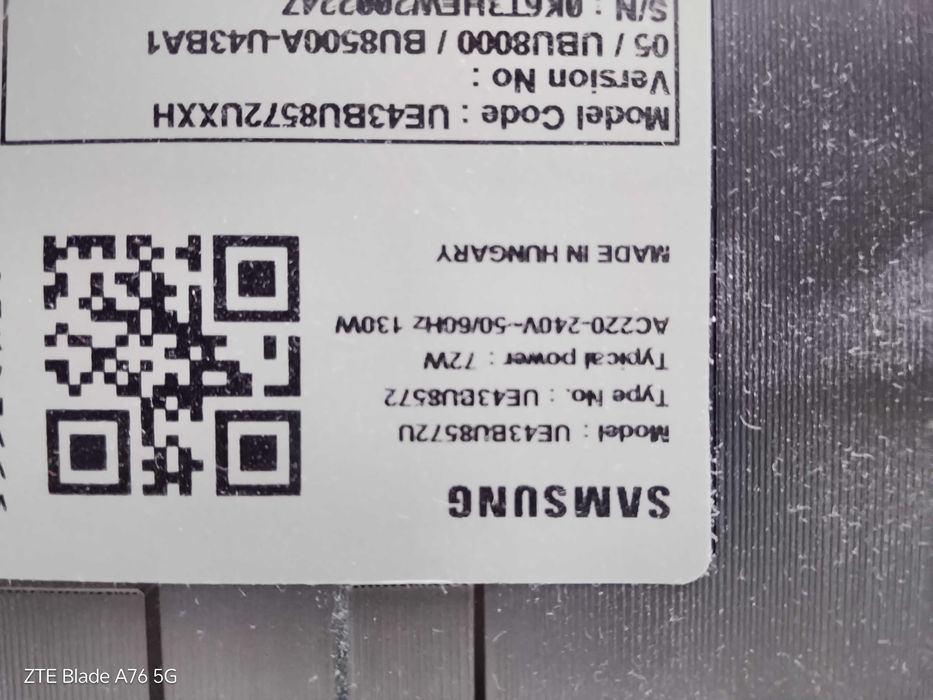 SAMSUNG
Model : UE43BU8572U
Type No. : UE43BU8572
Typical power : 72W
AC220-240V~50/60Hz 130W
MADE IN HUNGARY
Model Code : UE43BU8572UXXH
Version No :
05 / UBU8000 / BU8500A-U43BA1
S/N : 0K6T3HEW2002247
ZTE Blade A76 5G